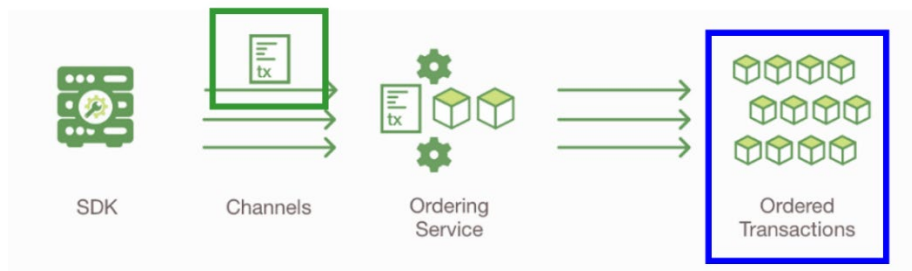 tx
tx
SDK
Channels
Ordering
Service
Ordered
Transactions